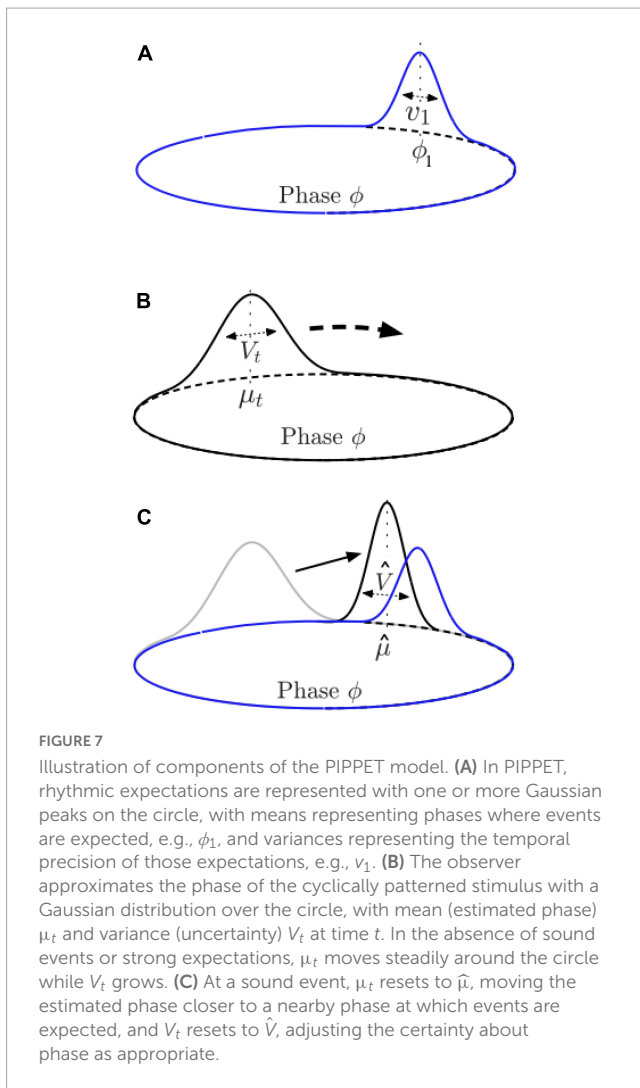 A
v₁
ϕ₁
Phase ϕ
B
Vₜ
μₜ
Phase ϕ
C
V̂
μ̂
Phase ϕ
FIGURE 7
Illustration of components of the PIPPET model. (A) In PIPPET,
rhythmic expectations are represented with one or more Gaussian
peaks on the circle, with means representing phases where events
are expected, e.g., ϕ₁, and variances representing the temporal
precision of those expectations, e.g., v₁. (B) The observer
approximates the phase of the cyclically patterned stimulus with a
Gaussian distribution over the circle, with mean (estimated phase)
μₜ and variance (uncertainty) Vₜ at time t. In the absence of sound
events or strong expectations, μₜ moves steadily around the circle
while Vₜ grows. (C) At a sound event, μₜ resets to μ̂, moving the
estimated phase closer to a nearby phase at which events are
expected, and Vₜ resets to V̂, adjusting the certainty about
phase as appropriate.